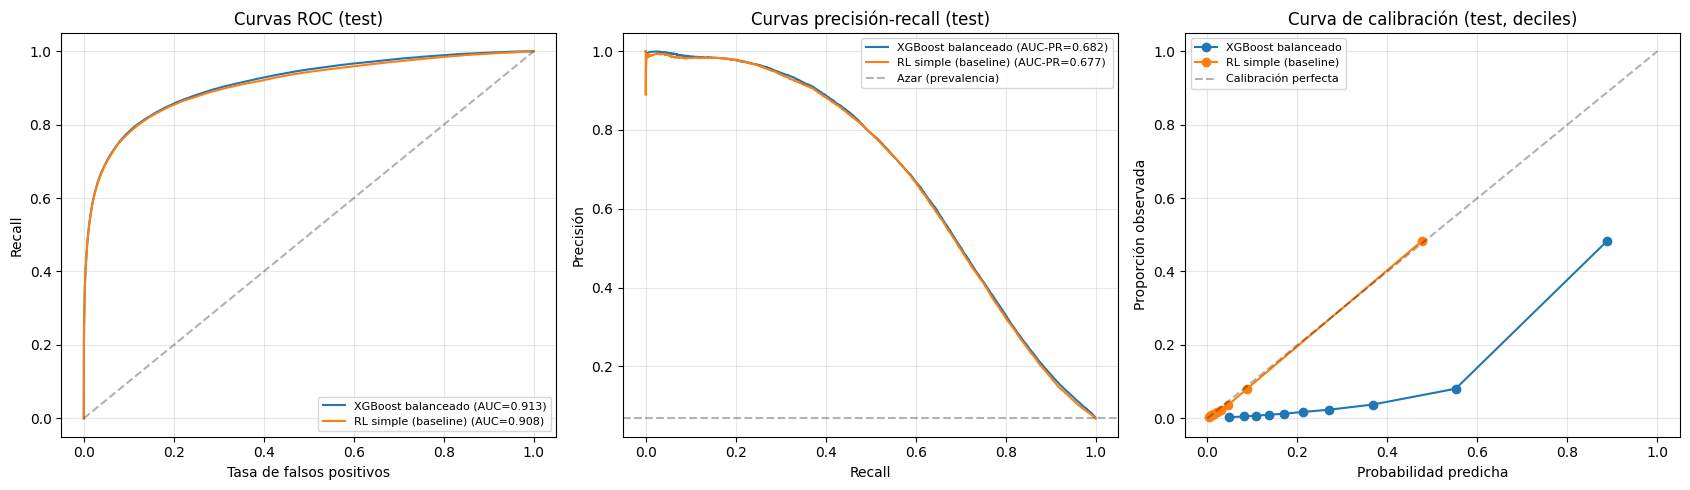 Curvas ROC (test)
1.0
0.8
0.6
0.4
0.2
0.0
Recall
XGBoost balanceado (AUC=0.913)
RL simple (baseline) (AUC=0.908)
0.0 0.2 0.4 0.6 0.8 1.0
Tasa de falsos positivos
Curvas precisión-recall (test)
XGBoost balanceado (AUC-PR=0.682)
RL simple (baseline) (AUC-PR=0.677)
Azar (prevalencia)
1.0
0.8
0.6
0.4
0.2
Precisión
0.0 0.2 0.4 0.6 0.8 1.0
Recall
Curva de calibración (test, deciles)
XGBoost balanceado
RL simple (baseline)
Calibración perfecta
1.0
0.8
0.6
0.4
0.2
0.0
Proporción observada
0.0 0.2 0.4 0.6 0.8 1.0
Probabilidad predicha